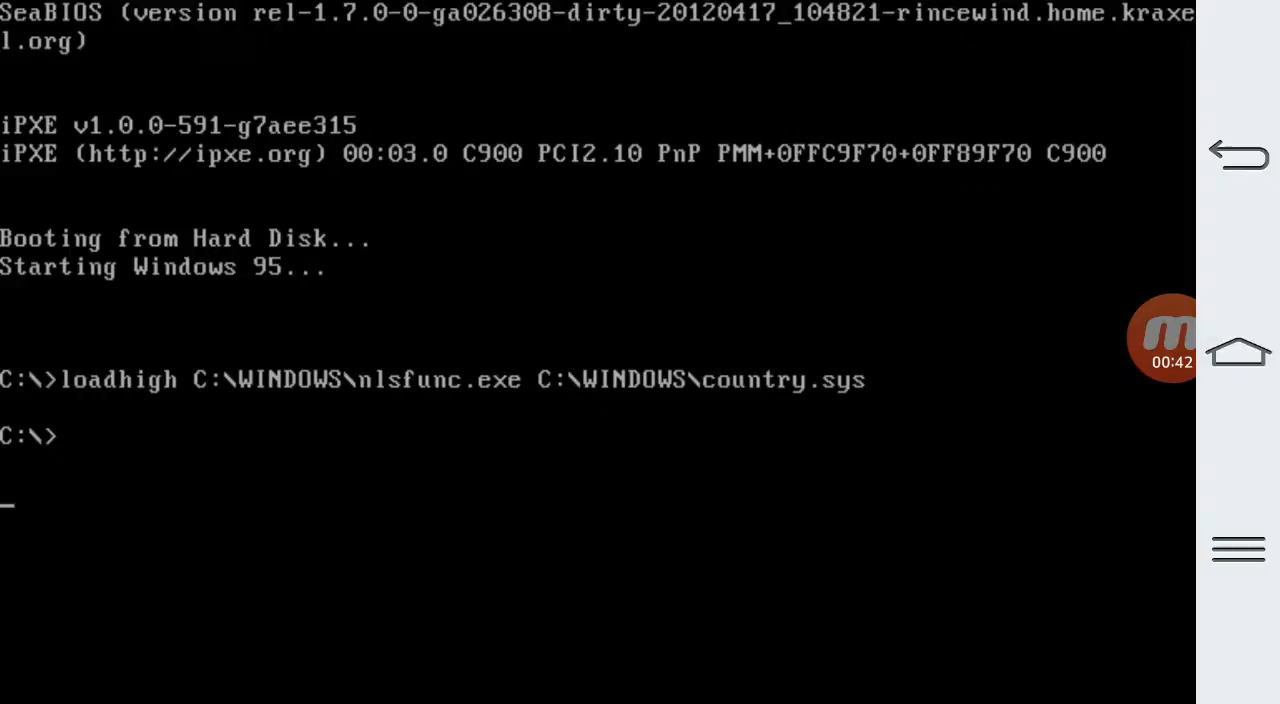 SeaBIOS (version rel-1.7.0-0-ga026308-dirty-20120417_104821-rincewind.home.kraxe
l.org)
iPXE v1.0.0-591-g7aee315
iPXE (http://ipxe.org) 00:03.0 C900 PCI2.10 PnP PMM+0FFC9F70+0FF89F70 C900
Booting from Hard Disk...
Starting Windows 95...
C:\>loadhigh C:\WINDOWS\nlsfunc.exe C:\WINDOWS\country.sys
C:\>
_
00:42